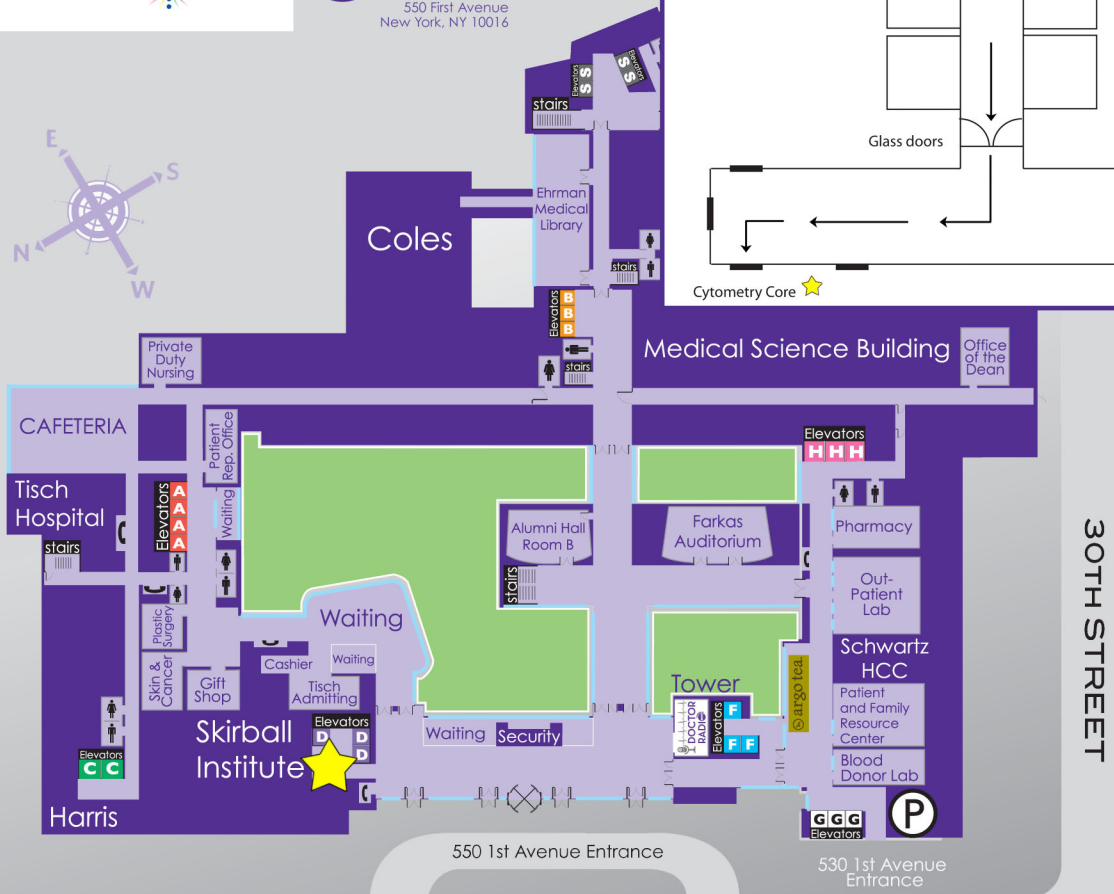 550 First Avenue
New York, NY 10016
Elevators
S
S
Elevators
S
S
stairs
Glass doors
Cytometry Core
E
S
N
W
Ehrman
Medical
Library
Coles
stairs
Elevators
B
B
B
stairs
Medical Science Building
Office
of the
Dean
Private
Duty
Nursing
CAFETERIA
Patient
Rep. Office
Elevators
H H H
Tisch
Hospital
Elevators
A
A
A
A
Waiting
stairs
Alumni Hall
Room B
Farkas
Auditorium
Pharmacy
stairs
Out-
Patient
Lab
Plastic
Surgery
Waiting
Cashier
Waiting
Skin &
Cancer
Gift
Shop
Tisch
Admitting
Schwartz
HCC
30TH STREET
Tower
argo tea.
Patient
and Family
Resource
Center
DOCTOR
RADIO
Elevators
F
F F
Skirball
Institute
Elevators
D D
D
Waiting
Security
Blood
Donor Lab
Elevators
C C
Harris
P
G G G
Elevators
550 1st Avenue Entrance
530 1st Avenue
Entrance